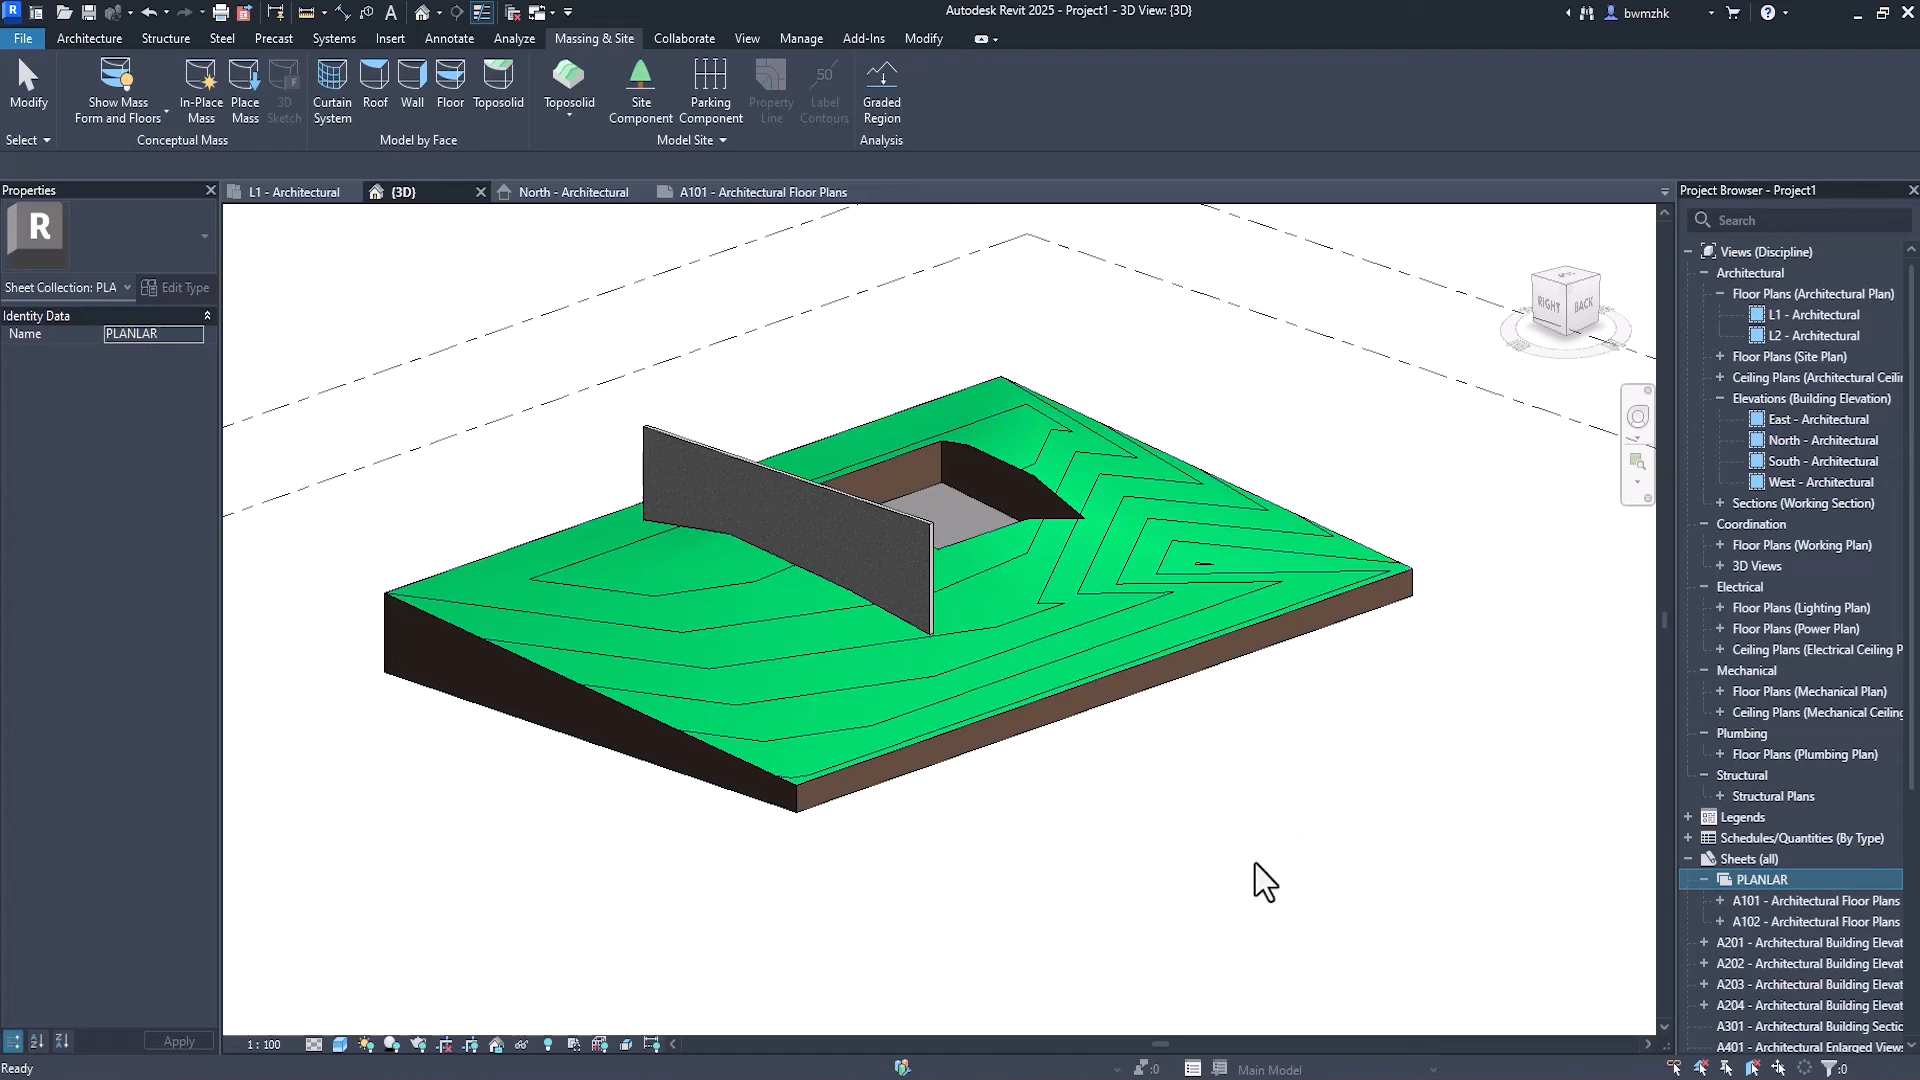 Autodesk Revit 2025 - Project1 - 3D View: {3D}
bwmzhk
File Architecture Structure Steel Precast Systems Insert Annotate Analyze Massing & Site Collaborate View Manage Add-Ins Modify
Modify
Show Mass
Form and Floors
In-Place
Mass
Place
Mass
3D
Sketch
Curtain
System
Roof
Wall
Floor
Toposolid
Toposolid
Site
Component
Parking
Component
Property
Line
50
Label
Contours
Graded
Region
Select
Conceptual Mass
Model by Face
Model Site
Analysis
Properties
R
Sheet Collection: PLA
Edit Type
Identity Data
Name
PLANLAR
Apply
L1 - Architectural
{3D}
North - Architectural
A101 - Architectural Floor Plans
RIGHT
BACK
1 : 100
Project Browser - Project1
Search
Views (Discipline)
Architectural
Floor Plans (Architectural Plan)
L1 - Architectural
L2 - Architectural
Floor Plans (Site Plan)
Ceiling Plans (Architectural Ceilin
Elevations (Building Elevation)
East - Architectural
North - Architectural
South - Architectural
West - Architectural
Sections (Working Section)
Coordination
Floor Plans (Working Plan)
3D Views
Electrical
Floor Plans (Lighting Plan)
Floor Plans (Power Plan)
Ceiling Plans (Electrical Ceiling P
Mechanical
Floor Plans (Mechanical Plan)
Ceiling Plans (Mechanical Ceiling
Plumbing
Floor Plans (Plumbing Plan)
Structural
Structural Plans
Legends
Schedules/Quantities (By Type)
Sheets (all)
PLANLAR
A101 - Architectural Floor Plans
A102 - Architectural Floor Plans
A201 - Architectural Building Elevat
A202 - Architectural Building Elevat
A203 - Architectural Building Elevat
A204 - Architectural Building Elevat
A301 - Architectural Building Sectio
A401 - Architectural Enlarged Views
Ready
:0
Main Model
:0